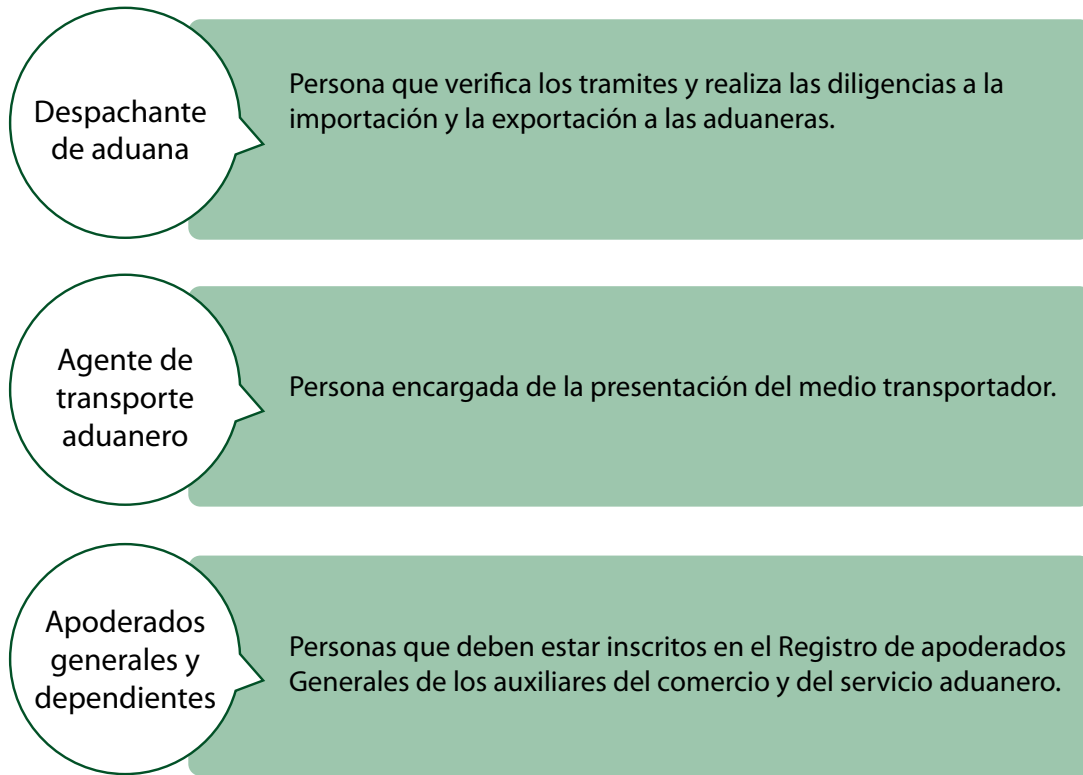 Despachante
de aduana
Persona que verifica los tramites y realiza las diligencias a la
importación y la exportación a las aduaneras.
Agente de
transporte
aduanero
Persona encargada de la presentación del medio transportador.
Apoderados
generales y
dependientes
Personas que deben estar inscritos en el Registro de apoderados
Generales de los auxiliares del comercio y del servicio aduanero.